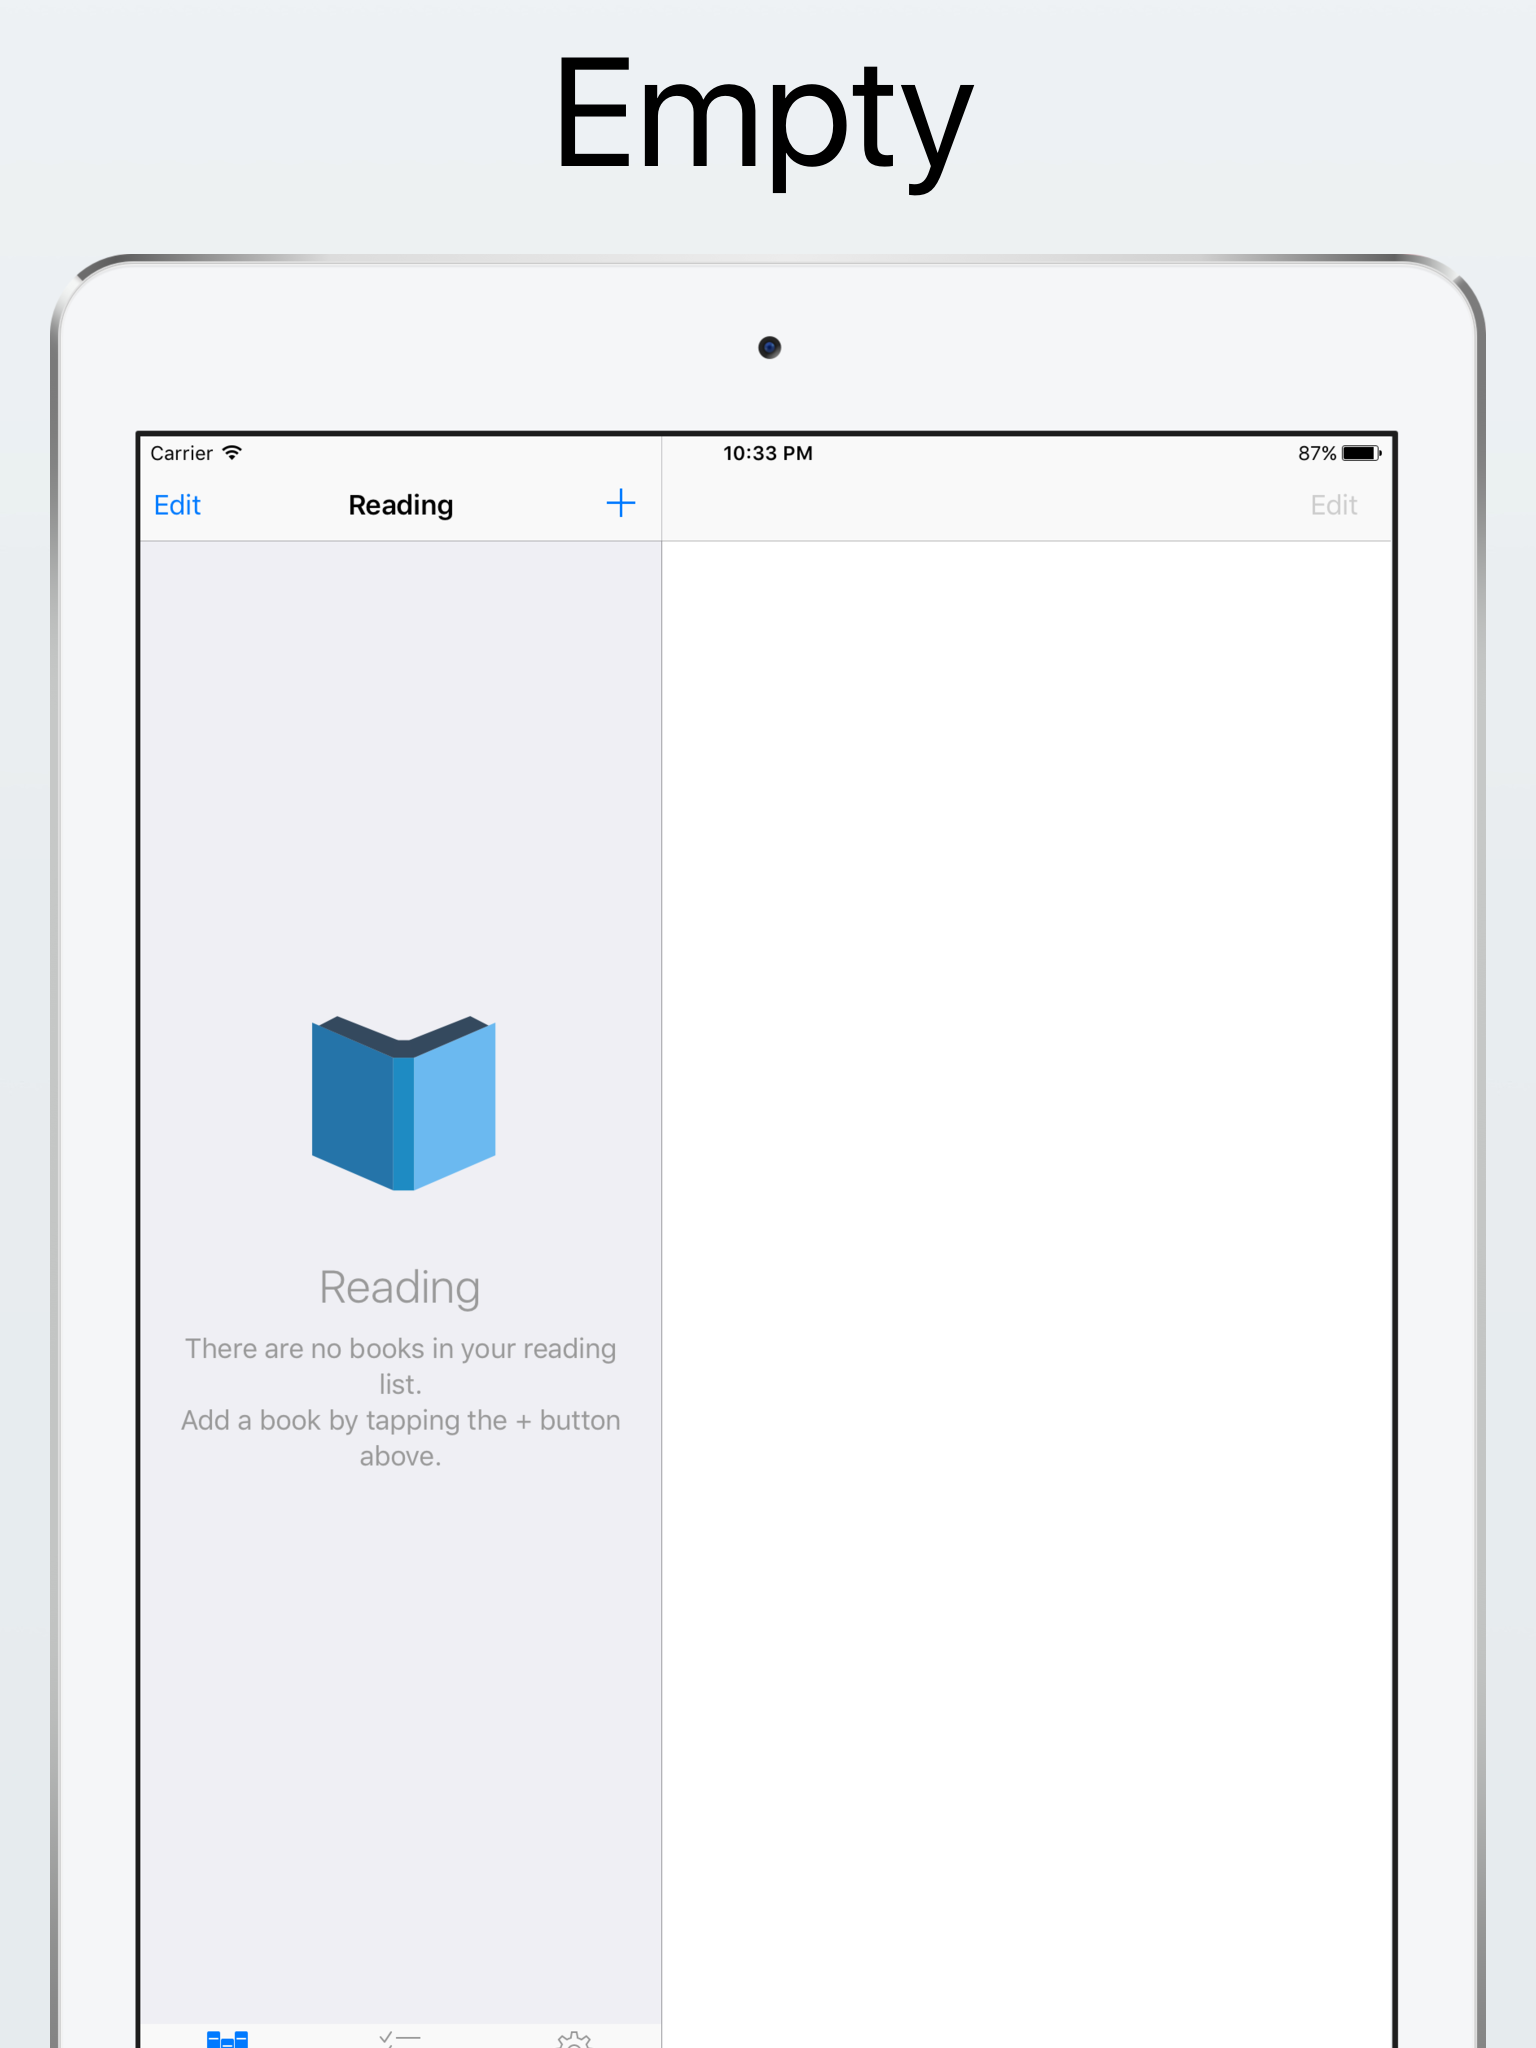 Empty
Carrier 10:33 PM 87%
Edit Reading + Edit
Reading
There are no books in your reading
list.
Add a book by tapping the + button
above.